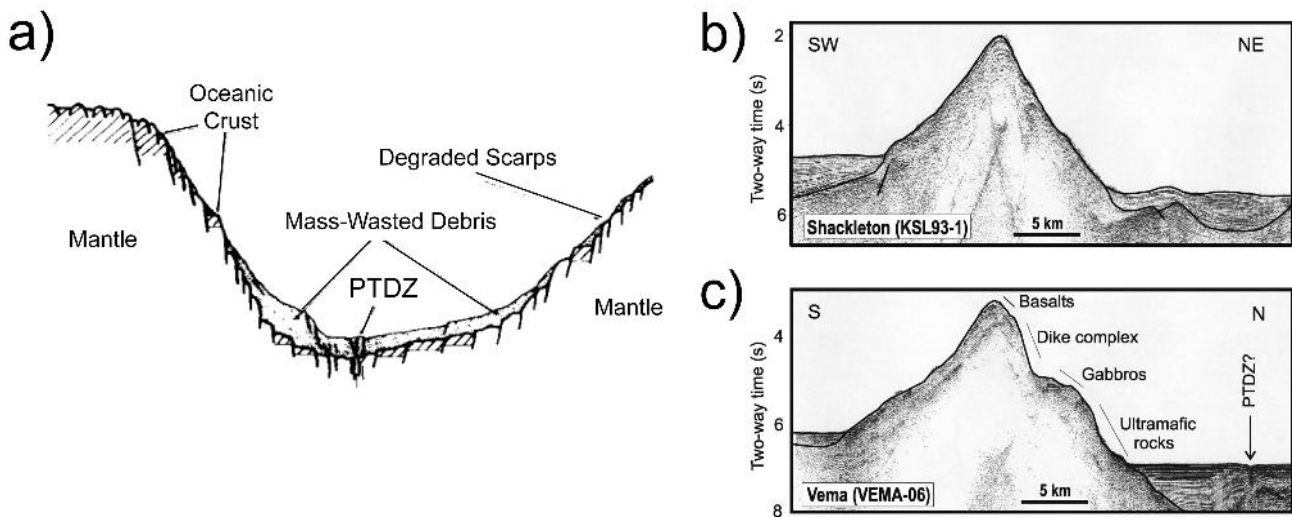 a)
Oceanic
Crust
Degraded Scarps
Mantle
Mass-Wasted Debris
PTDZ
Mantle
b)
SW
NE
Two-way time (s)
2
4
6
Shackleton (KSL93-1)
5 km
c)
S
N
Basalts
Dike complex
Gabbros
Ultramafic
rocks
PTDZ?
Two-way time (s)
4
6
8
Vema (VEMA-06)
5 km